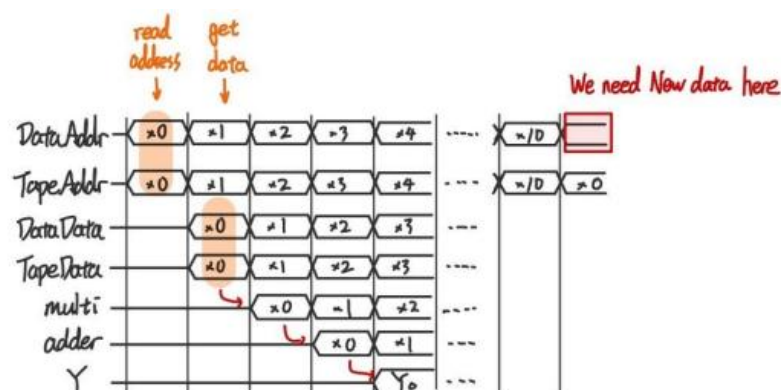 read address
get data
We need New data here
DataAddr x0 x1 x2 x3 x4 ---- x10
TapeAddr x0 x1 x2 x3 x4 --- x10 x0
DataData x0 x1 x2 x3 ----
TapeData x0 x1 x2 x3 ---
multi x0 x1 x2 ----
adder x0 x1 ---
Y Y0 ---